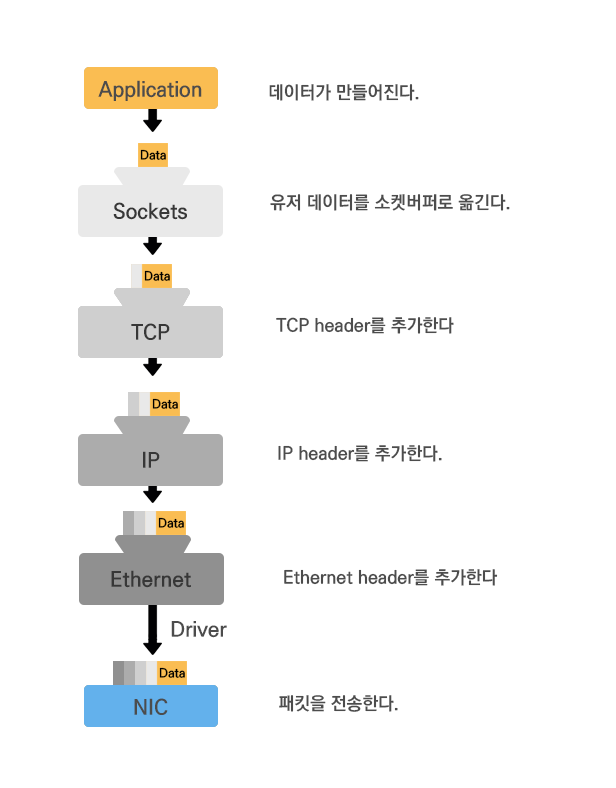 Application
데이터가 만들어진다.
Data
Sockets
유저 데이터를 소켓버퍼로 옮긴다.
Data
TCP
TCP header를 추가한다
Data
IP
IP header를 추가한다.
Data
Ethernet
Ethernet header를 추가한다
Driver
Data
NIC
패킷을 전송한다.